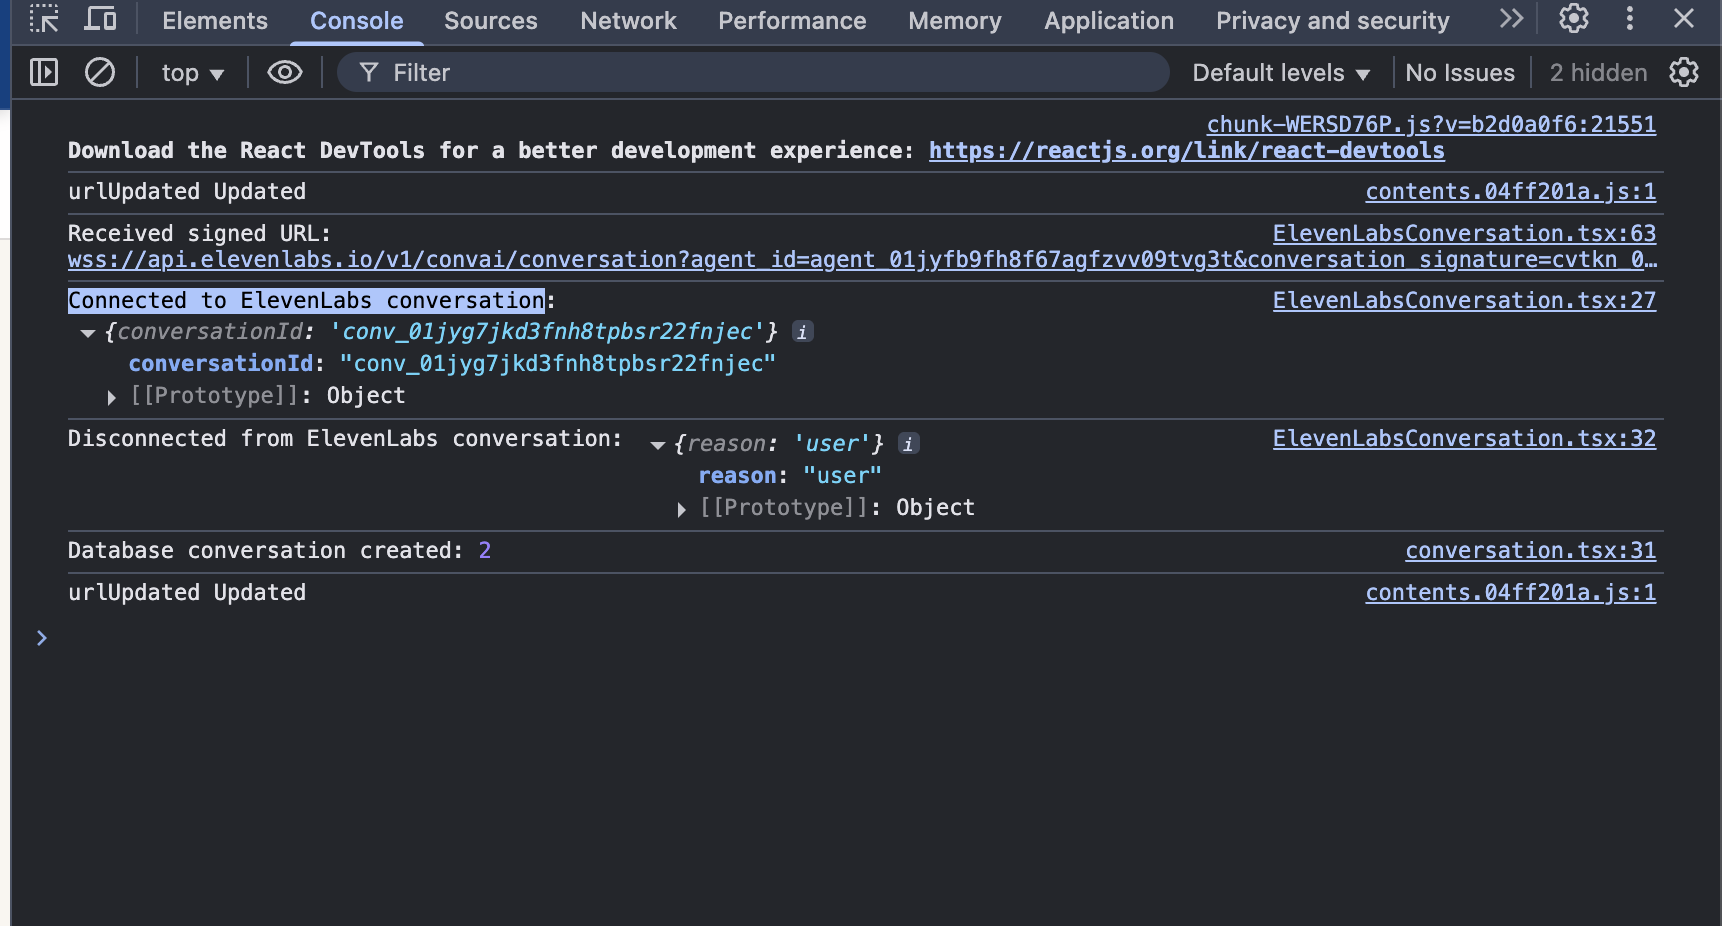 Elements Console Sources Network Performance Memory Application Privacy and security
top Filter Default levels No Issues 2 hidden
chunk-WERSD76P.js?v=b2d0a0f6:21551
Download the React DevTools for a better development experience: https://reactjs.org/link/react-devtools
urlUpdated Updated contents.04ff201a.js:1
Received signed URL: ElevenLabsConversation.tsx:63
wss://api.elevenlabs.io/v1/convai/conversation?agent_id=agent_01jyfb9fh8f67agfzvv09tvg3t&conversation_signature=cvtkn_0…
Connected to ElevenLabs conversation: ElevenLabsConversation.tsx:27
{conversationId: 'conv_01jyg7jkd3fnh8tpbsr22fnjec'} i
conversationId: "conv_01jyg7jkd3fnh8tpbsr22fnjec"
[[Prototype]]: Object
Disconnected from ElevenLabs conversation: {reason: 'user'} i ElevenLabsConversation.tsx:32
reason: "user"
[[Prototype]]: Object
Database conversation created: 2 conversation.tsx:31
urlUpdated Updated contents.04ff201a.js:1